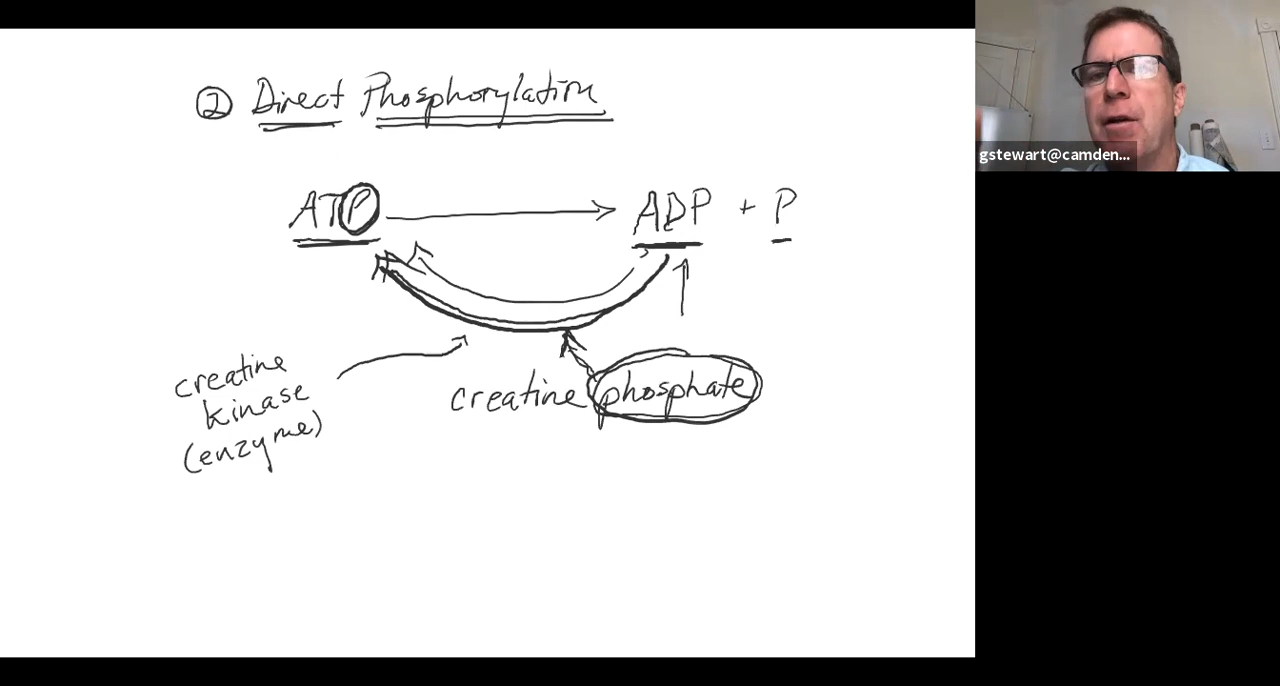 ② Direct Phosphorylation
ATP → ADP + P
creatine
kinase
(enzyme)
creatine phosphate
gstewart@camden...